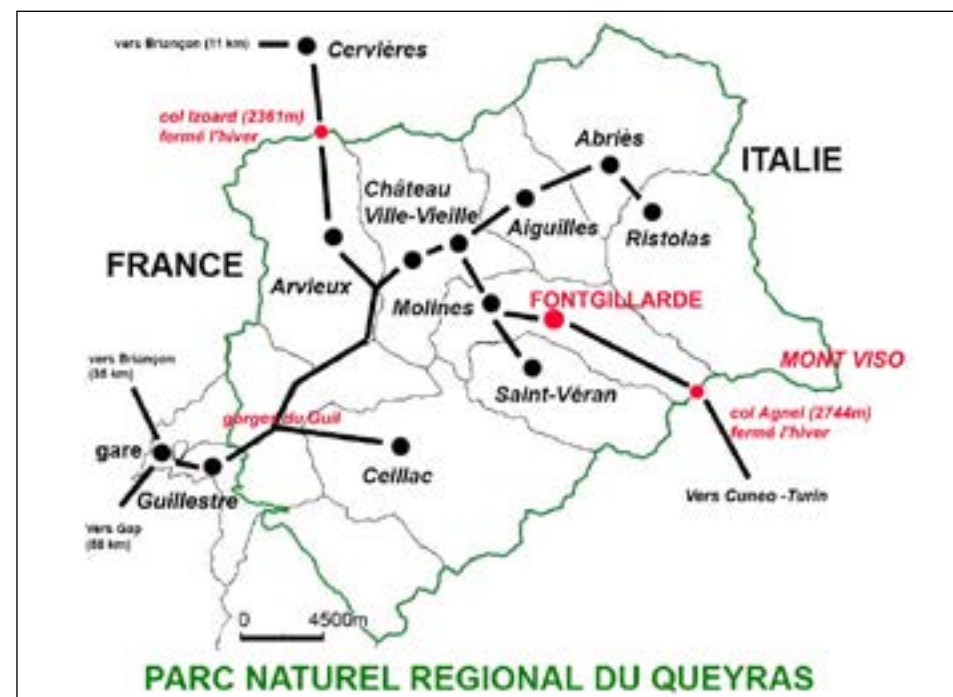 vers Briançon (11 km)
Cervières
col Izoard (2361m)
fermé l'hiver
Abriès
ITALIE
Château
Ville-Vieille
Aiguilles
Ristolas
FRANCE
Arvieux
Molines
FONTGILLARDE
MONT VISO
vers Briançon
(35 km)
Saint-Véran
gorges du Guil
col Agnel (2744m)
fermé l'hiver
gare
Ceillac
Guillestre
Vers Cuneo -Turin
Vers Gap
0 4500m
PARC NATUREL REGIONAL DU QUEYRAS